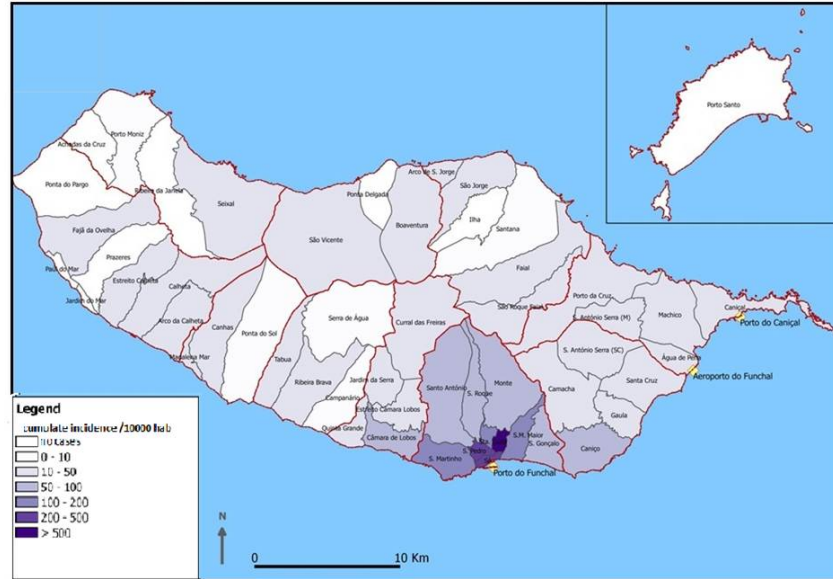 Porto Santo
Porto Moniz
Achadas da Cruz
Ponta do Pargo
Ribeira da Janela
Seixal
Fajã da Ovelha
Prazeres
Paul do Mar
Jardim do Mar
Estreito Calheta
Calheta
Arco da Calheta
Madalena Mar
Canhas
Ponta do Sol
São Vicente
Ponta Delgada
Boaventura
Arco de S. Jorge
São Jorge
Ilha
Santana
Faial
São Roque Faial
Porto da Cruz
S. António Serra (M)
Machico
Caniçal
Porto do Caniçal
Água de Pena
Aeroporto do Funchal
S. António Serra (SC)
Santa Cruz
Gaula
Camacha
Caniço
Serra de Água
Tabua
Ribeira Brava
Campanário
Curral das Freiras
Jardim da Serra
Estreito Câmara Lobos
Quinta Grande
Câmara de Lobos
Santo António
S. Roque
Monte
S.M. Maior
S. Gonçalo
S. Pedro
S. Martinho
Porto do Funchal
Legend
cumulate incidence /10000 hab
no cases
0 - 10
10 - 50
50 - 100
100 - 200
200 - 500
> 500
N
0
10 Km